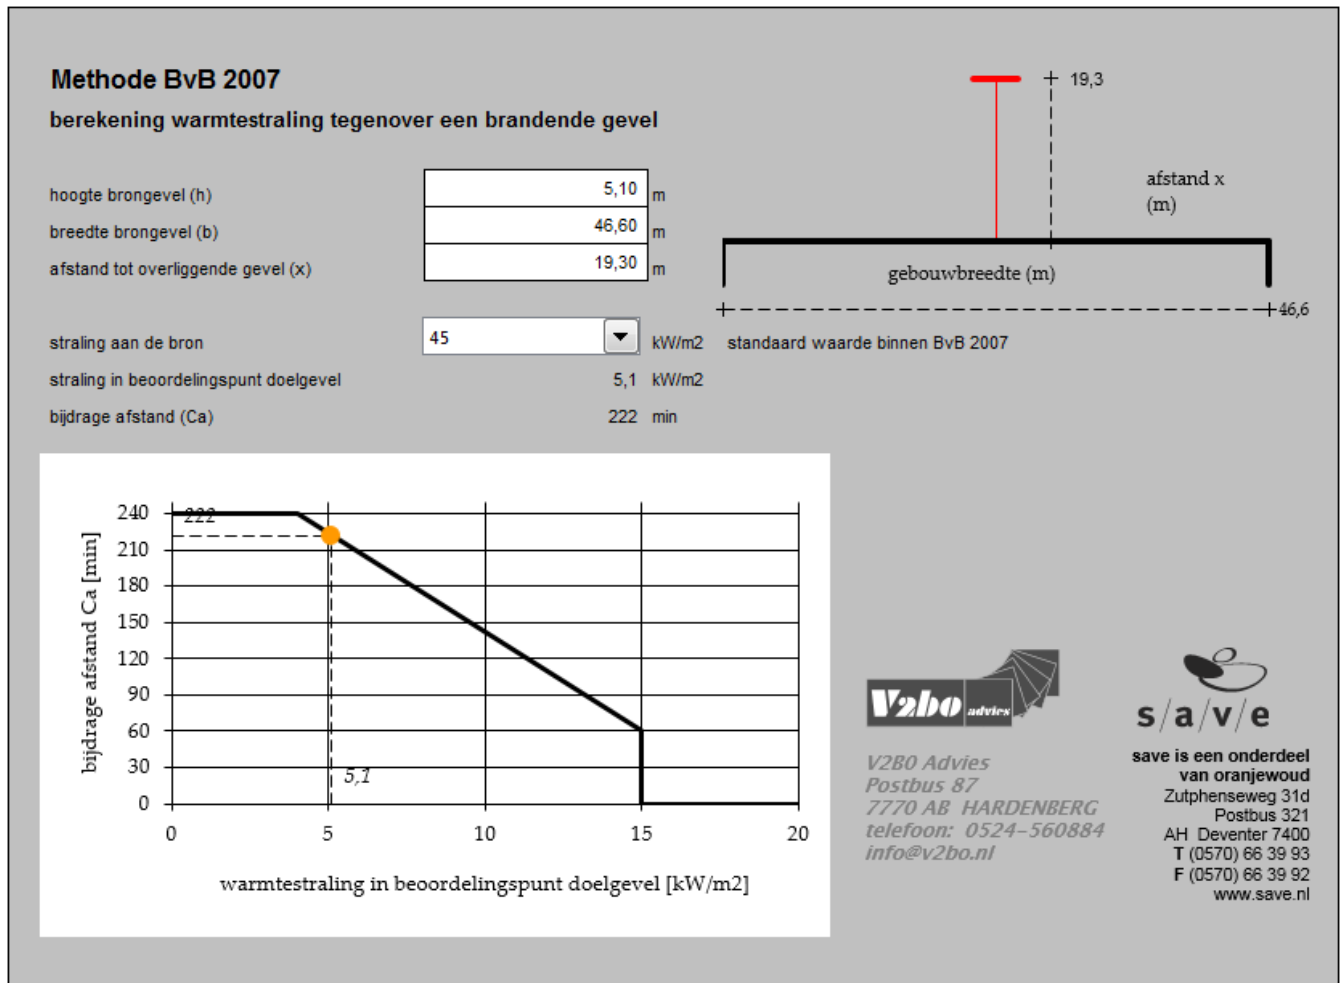 Methode BvB 2007
berekening warmtestraling tegenover een brandende gevel
hoogte brongevel (h) 5,10 m
breedte brongevel (b) 46,60 m
afstand tot overliggende gevel (x) 19,30 m
straling aan de bron 45 kW/m2 standaard waarde binnen BvB 2007
straling in beoordelingspunt doelgevel 5,1 kW/m2
bijdrage afstand (Ca) 222 min
19,3
afstand x
(m)
gebouwbreedte (m)
46,6
bijdrage afstand Ca [min]
240
222
210
180
150
120
90
60
30
0
5,1
0 5 10 15 20
warmtestraling in beoordelingspunt doelgevel [kW/m2]
V2bo advies
V2BO Advies
Postbus 87
7770 AB HARDENBERG
telefoon: 0524-560884
info@v2bo.nl
s/a/v/e
save is een onderdeel
van oranjewoud
Zutphenseweg 31d
Postbus 321
AH Deventer 7400
T (0570) 66 39 93
F (0570) 66 39 92
www.save.nl